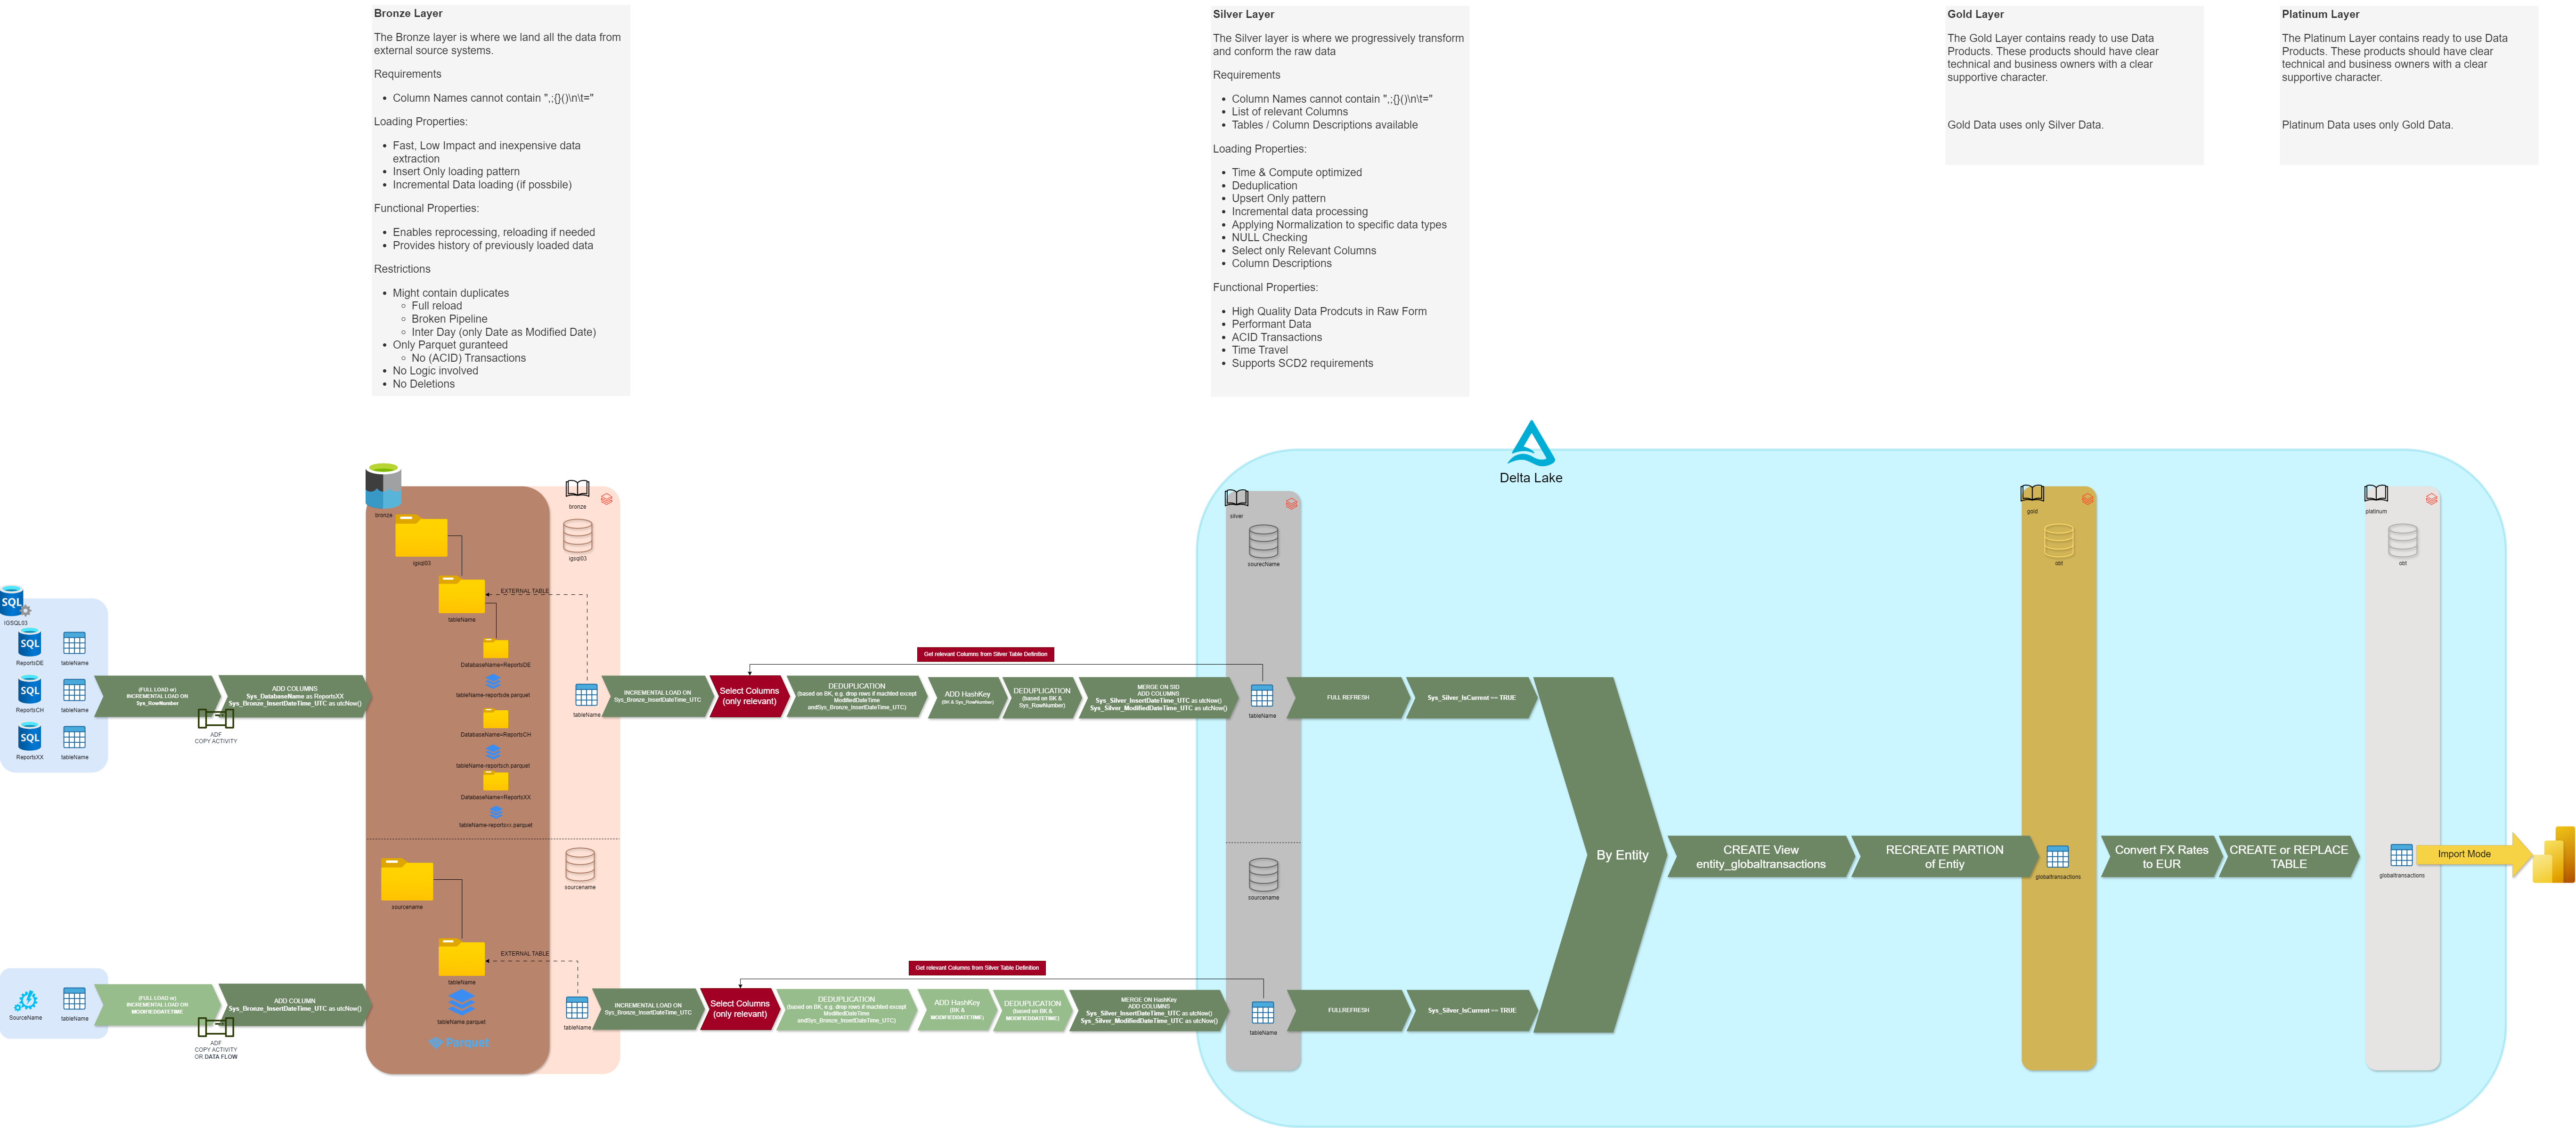 Bronze Layer
The Bronze layer is where we land all the data from
external source systems.
Requirements
Column Names cannot contain ",;{}()\n\t="
Loading Properties:
Fast, Low Impact and inexpensive data
extraction
Insert Only loading pattern
Incremental Data loading (if possbile)
Functional Properties:
Enables reprocessing, reloading if needed
Provides history of previously loaded data
Restrictions
Might contain duplicates
Full reload
Broken Pipeline
Inter Day (only Date as Modified Date)
Only Parquet guranteed
No (ACID) Transactions
No Logic involved
No Deletions
Silver Layer
The Silver layer is where we progressively transform
and conform the raw data
Requirements
Column Names cannot contain ",;{}()\n\t="
List of relevant Columns
Tables / Column Descriptions available
Loading Properties:
Time & Compute optimized
Deduplication
Upsert Only pattern
Incremental data processing
Applying Normalization to specific data types
NULL Checking
Select only Relevant Columns
Column Descriptions
Functional Properties:
High Quality Data Prodcuts in Raw Form
Performant Data
ACID Transactions
Time Travel
Supports SCD2 requirements
Gold Layer
The Gold Layer contains ready to use Data
Products. These products should have clear
technical and business owners with a clear
supportive character.
Gold Data uses only Silver Data.
Platinum Layer
The Platinum Layer contains ready to use Data
Products. These products should have clear
technical and business owners with a clear
supportive character.
Platinum Data uses only Gold Data.
Delta Lake
SQL
IGSQL03
SQL
ReportsDE
tableName
SQL
ReportsCH
tableName
SQL
ReportsXX
tableName
(FULL LOAD or)
INCREMENTAL LOAD ON
Sys_RowNumber
ADD COLUMNS
Sys_DatabaseName as ReportsXX
Sys_Bronze_InsertDateTime_UTC as utcNow()
ADF
COPY ACTIVITY
bronze
igsql03
tableName
DatabaseName=ReportsDE
tableName-reportsde.parquet
DatabaseName=ReportsCH
tableName-reportsch.parquet
DatabaseName=ReportsXX
tableName-reportsxx.parquet
bronze
igsql03
EXTERNAL TABLE
tableName
INCREMENTAL LOAD ON
Sys_Bronze_InsertDateTime_UTC
Get relevant Columns from Silver Table Definition
Select Columns
(only relevant)
DEDUPLICATION
(based on BK, e.g. drop rows if machted except
ModifiedDateTime
andSys_Bronze_InsertDateTime_UTC)
ADD HashKey
(BK & Sys_RowNumber)
DEDUPLICATION
(based on BK &
Sys_RowNumber)
MERGE ON SID
ADD COLUMNS
Sys_Silver_InsertDateTime_UTC as utcNow()
Sys_Silver_ModifiedDateTime_UTC as utcNow()
silver
sourecName
tableName
FULL REFRESH
Sys_Silver_IsCurrent == TRUE
By Entity
CREATE View
entity_globaltransactions
RECREATE PARTION
of Entiy
gold
obt
globaltransactions
Convert FX Rates
to EUR
CREATE or REPLACE
TABLE
platinum
obt
globaltransactions
Import Mode
SourceName
tableName
(FULL LOAD or)
INCREMENTAL LOAD ON
MODIFIEDDATETIME
ADD COLUMN
Sys_Bronze_InsertDateTime_UTC as utcNow()
ADF
COPY ACTIVITY
OR DATA FLOW
sourcename
tableName
tableName.parquet
Parquet
sourcename
EXTERNAL TABLE
tableName
INCREMENTAL LOAD ON
Sys_Bronze_InsertDateTime_UTC
Get relevant Columns from Silver Table Definition
Select Columns
(only relevant)
DEDUPLICATION
(based on BK, e.g. drop rows if machted except
ModifiedDateTime
andSys_Bronze_InsertDateTime_UTC)
ADD HashKey
(BK &
MODIFIEDDATETIME)
DEDUPLICATION
(based on BK &
MODIFIEDDATETIME)
MERGE ON HashKey
ADD COLUMNS
Sys_Silver_InsertDateTime_UTC as utcNow()
Sys_Silver_ModifiedDateTime_UTC as utcNow()
sourcename
tableName
FULLREFRESH
Sys_Silver_IsCurrent == TRUE